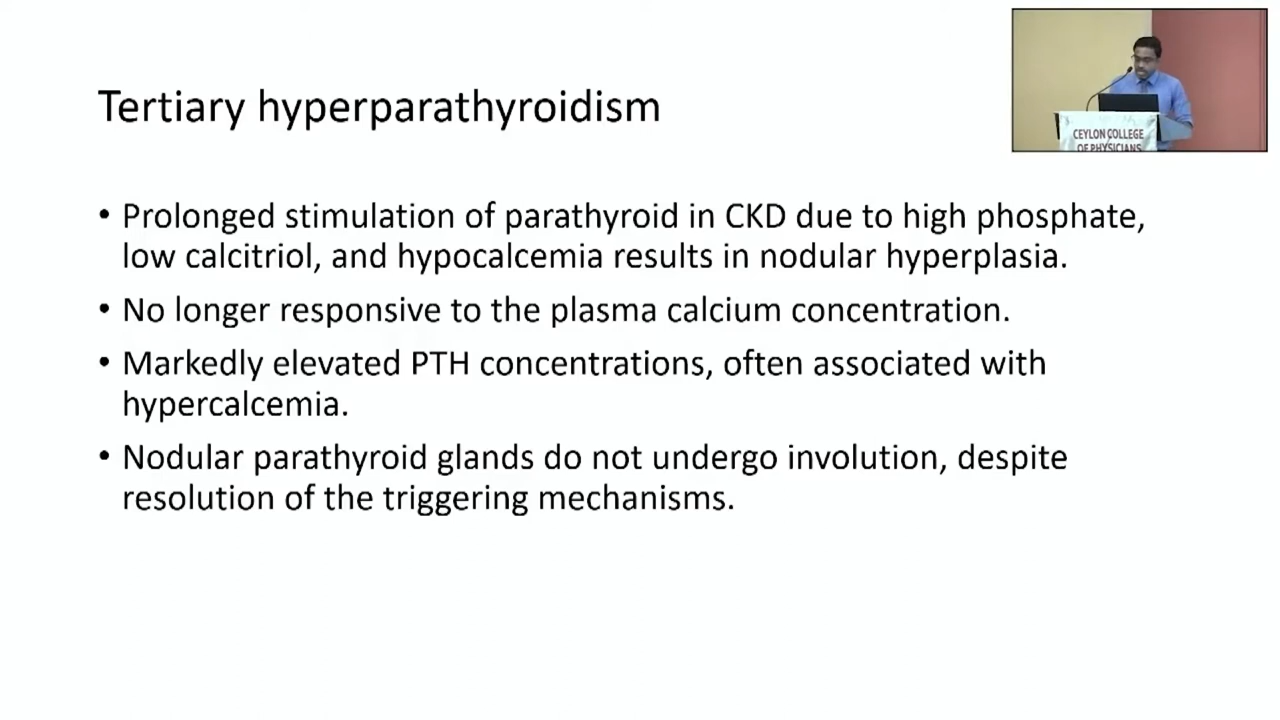 Tertiary hyperparathyroidism
CEYLON COLLEGE
OF PHYSICIANS
• Prolonged stimulation of parathyroid in CKD due to high phosphate,
low calcitriol, and hypocalcemia results in nodular hyperplasia.
• No longer responsive to the plasma calcium concentration.
• Markedly elevated PTH concentrations, often associated with
hypercalcemia.
• Nodular parathyroid glands do not undergo involution, despite
resolution of the triggering mechanisms.